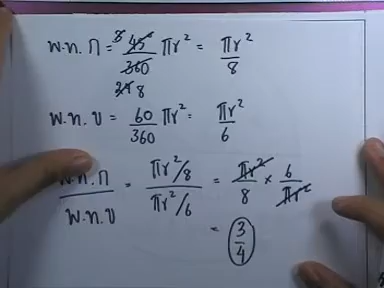 พ.ท. ก = 45/360 πr² = πr²/8
พ.ท. ข = 60/360 πr² = πr²/6
พ.ท. ก/พ.ท. ข = (πr²/8)/(πr²/6) = πr²/8 × 6/πr²
= 3/4